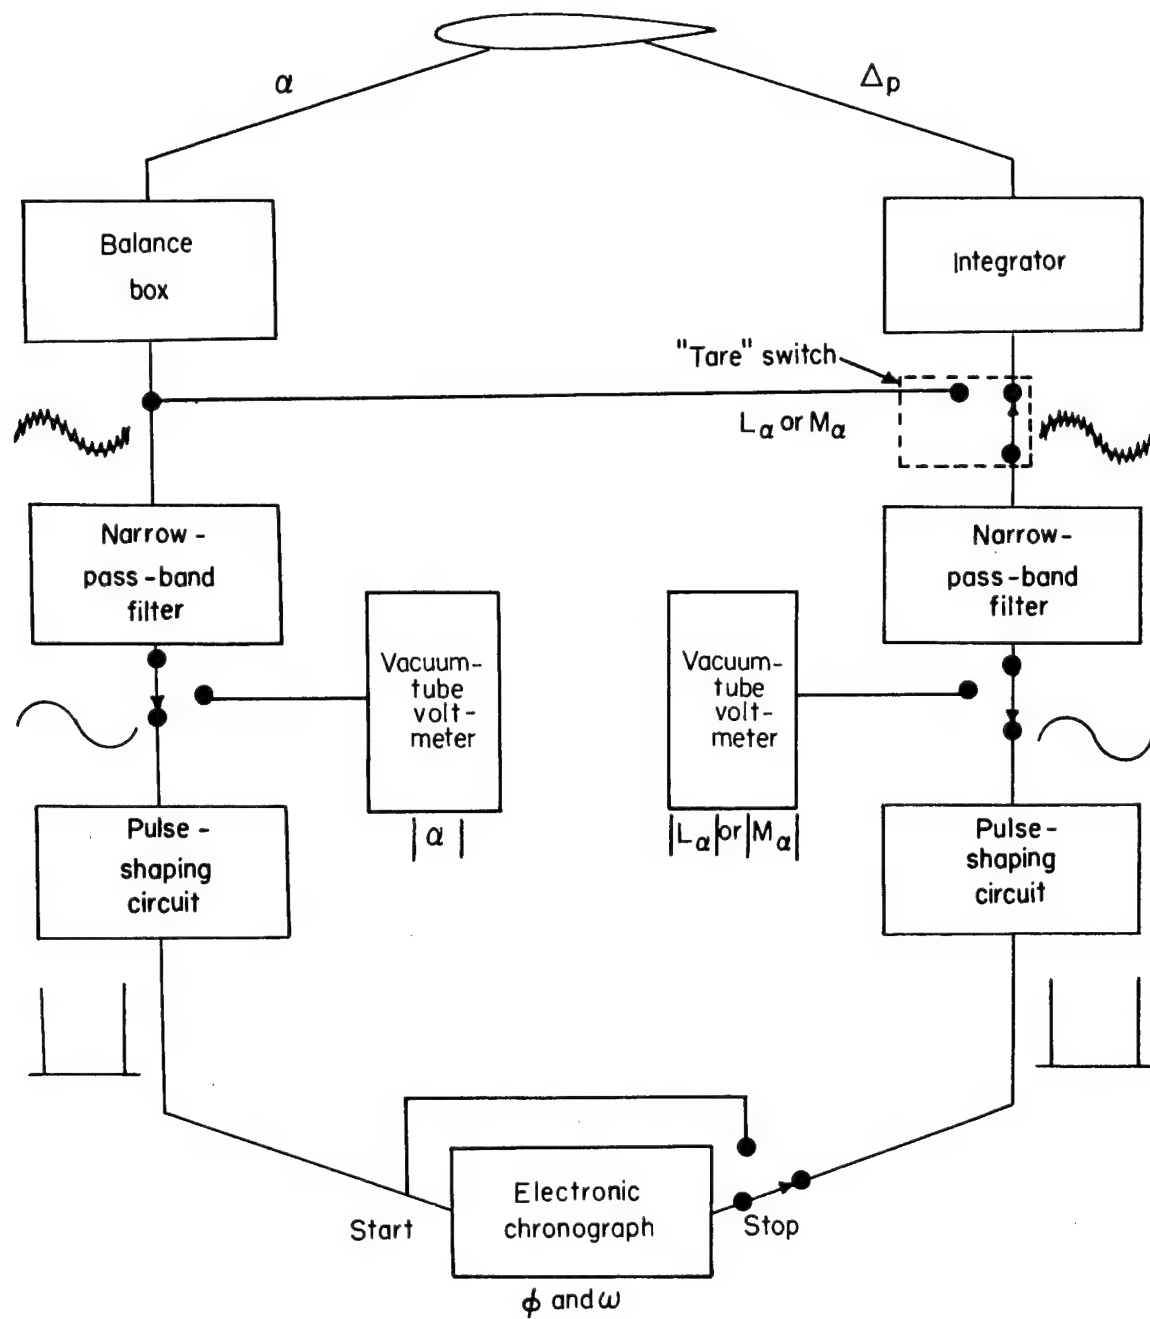 α
Δp
Balance
box
Integrator
"Tare" switch
Lα or Mα
Narrow-
pass-band
filter
Narrow-
pass-band
filter
Vacuum-
tube
volt-
meter
|α|
Vacuum-
tube
volt-
meter
|Lα|or|Mα|
Pulse-
shaping
circuit
Pulse-
shaping
circuit
Start
Electronic
chronograph
Stop
ϕ and ω